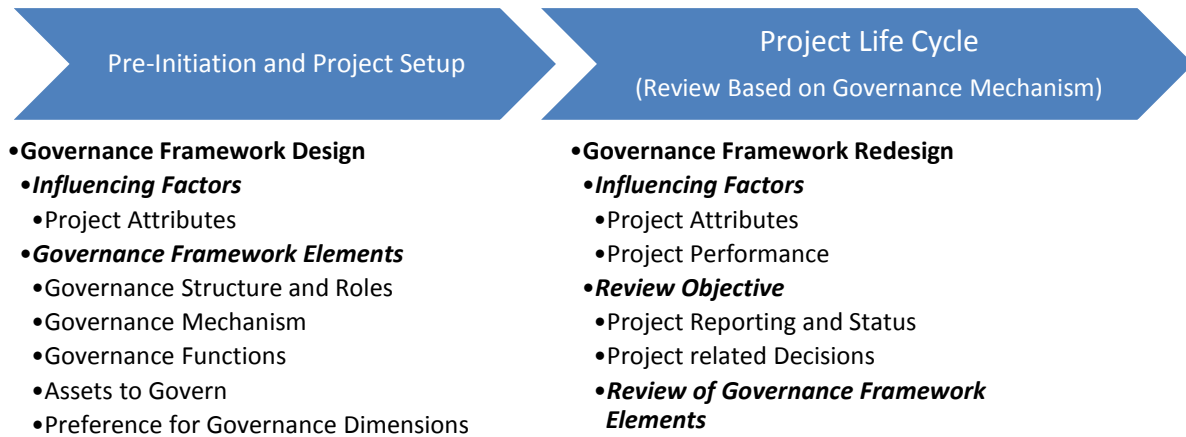 Pre-Initiation and Project Setup
Project Life Cycle
(Review Based on Governance Mechanism)
•Governance Framework Design
•Influencing Factors
•Project Attributes
•Governance Framework Elements
•Governance Structure and Roles
•Governance Mechanism
•Governance Functions
•Assets to Govern
•Preference for Governance Dimensions
•Governance Framework Redesign
•Influencing Factors
•Project Attributes
•Project Performance
•Review Objective
•Project Reporting and Status
•Project related Decisions
•Review of Governance Framework
Elements